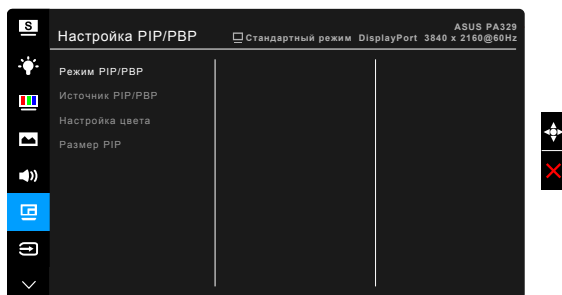 S
ASUS PA329
Настройка PIP/PBP
Стандартный режим DisplayPort 3840 x 2160@60Hz
Режим PIP/PBP
Источник PIP/PBP
Настройка цвета
Размер PIP